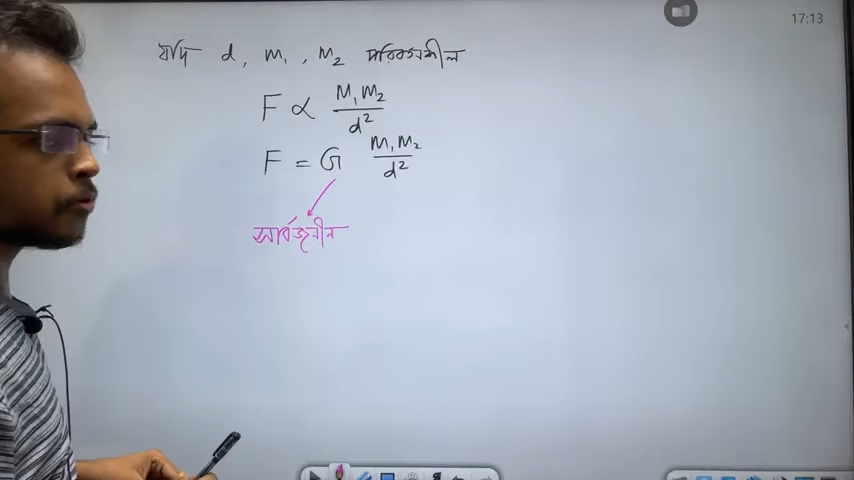 17:13
যদি d, m₁, m₂ পরিবর্তনশীল
F ∝ M₁M₂/d²
F = G M₁M₂/d²
সার্বজনীন